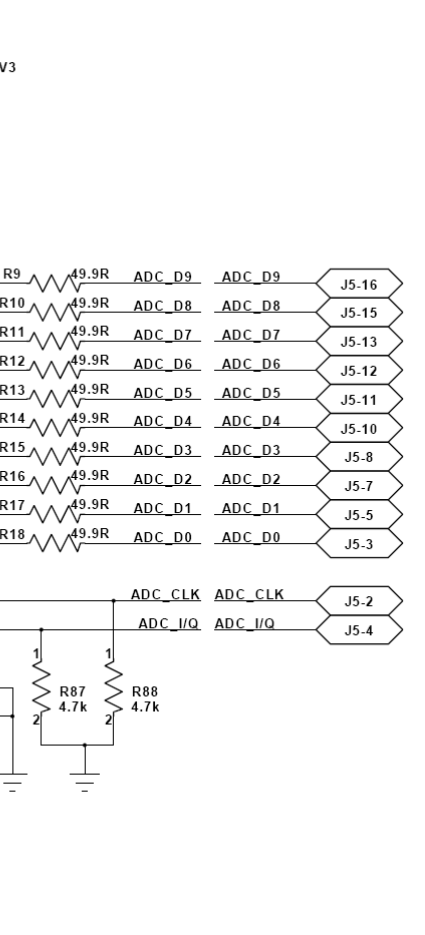 V3
R9 49.9R ADC_D9 ADC_D9 J5-16
R10 49.9R ADC_D8 ADC_D8 J5-15
R11 49.9R ADC_D7 ADC_D7 J5-13
R12 49.9R ADC_D6 ADC_D6 J5-12
R13 49.9R ADC_D5 ADC_D5 J5-11
R14 49.9R ADC_D4 ADC_D4 J5-10
R15 49.9R ADC_D3 ADC_D3 J5-8
R16 49.9R ADC_D2 ADC_D2 J5-7
R17 49.9R ADC_D1 ADC_D1 J5-5
R18 49.9R ADC_D0 ADC_D0 J5-3
ADC_CLK ADC_CLK J5-2
ADC_I/Q ADC_I/Q J5-4
1 1
R87 R88
4.7k 4.7k
2 2